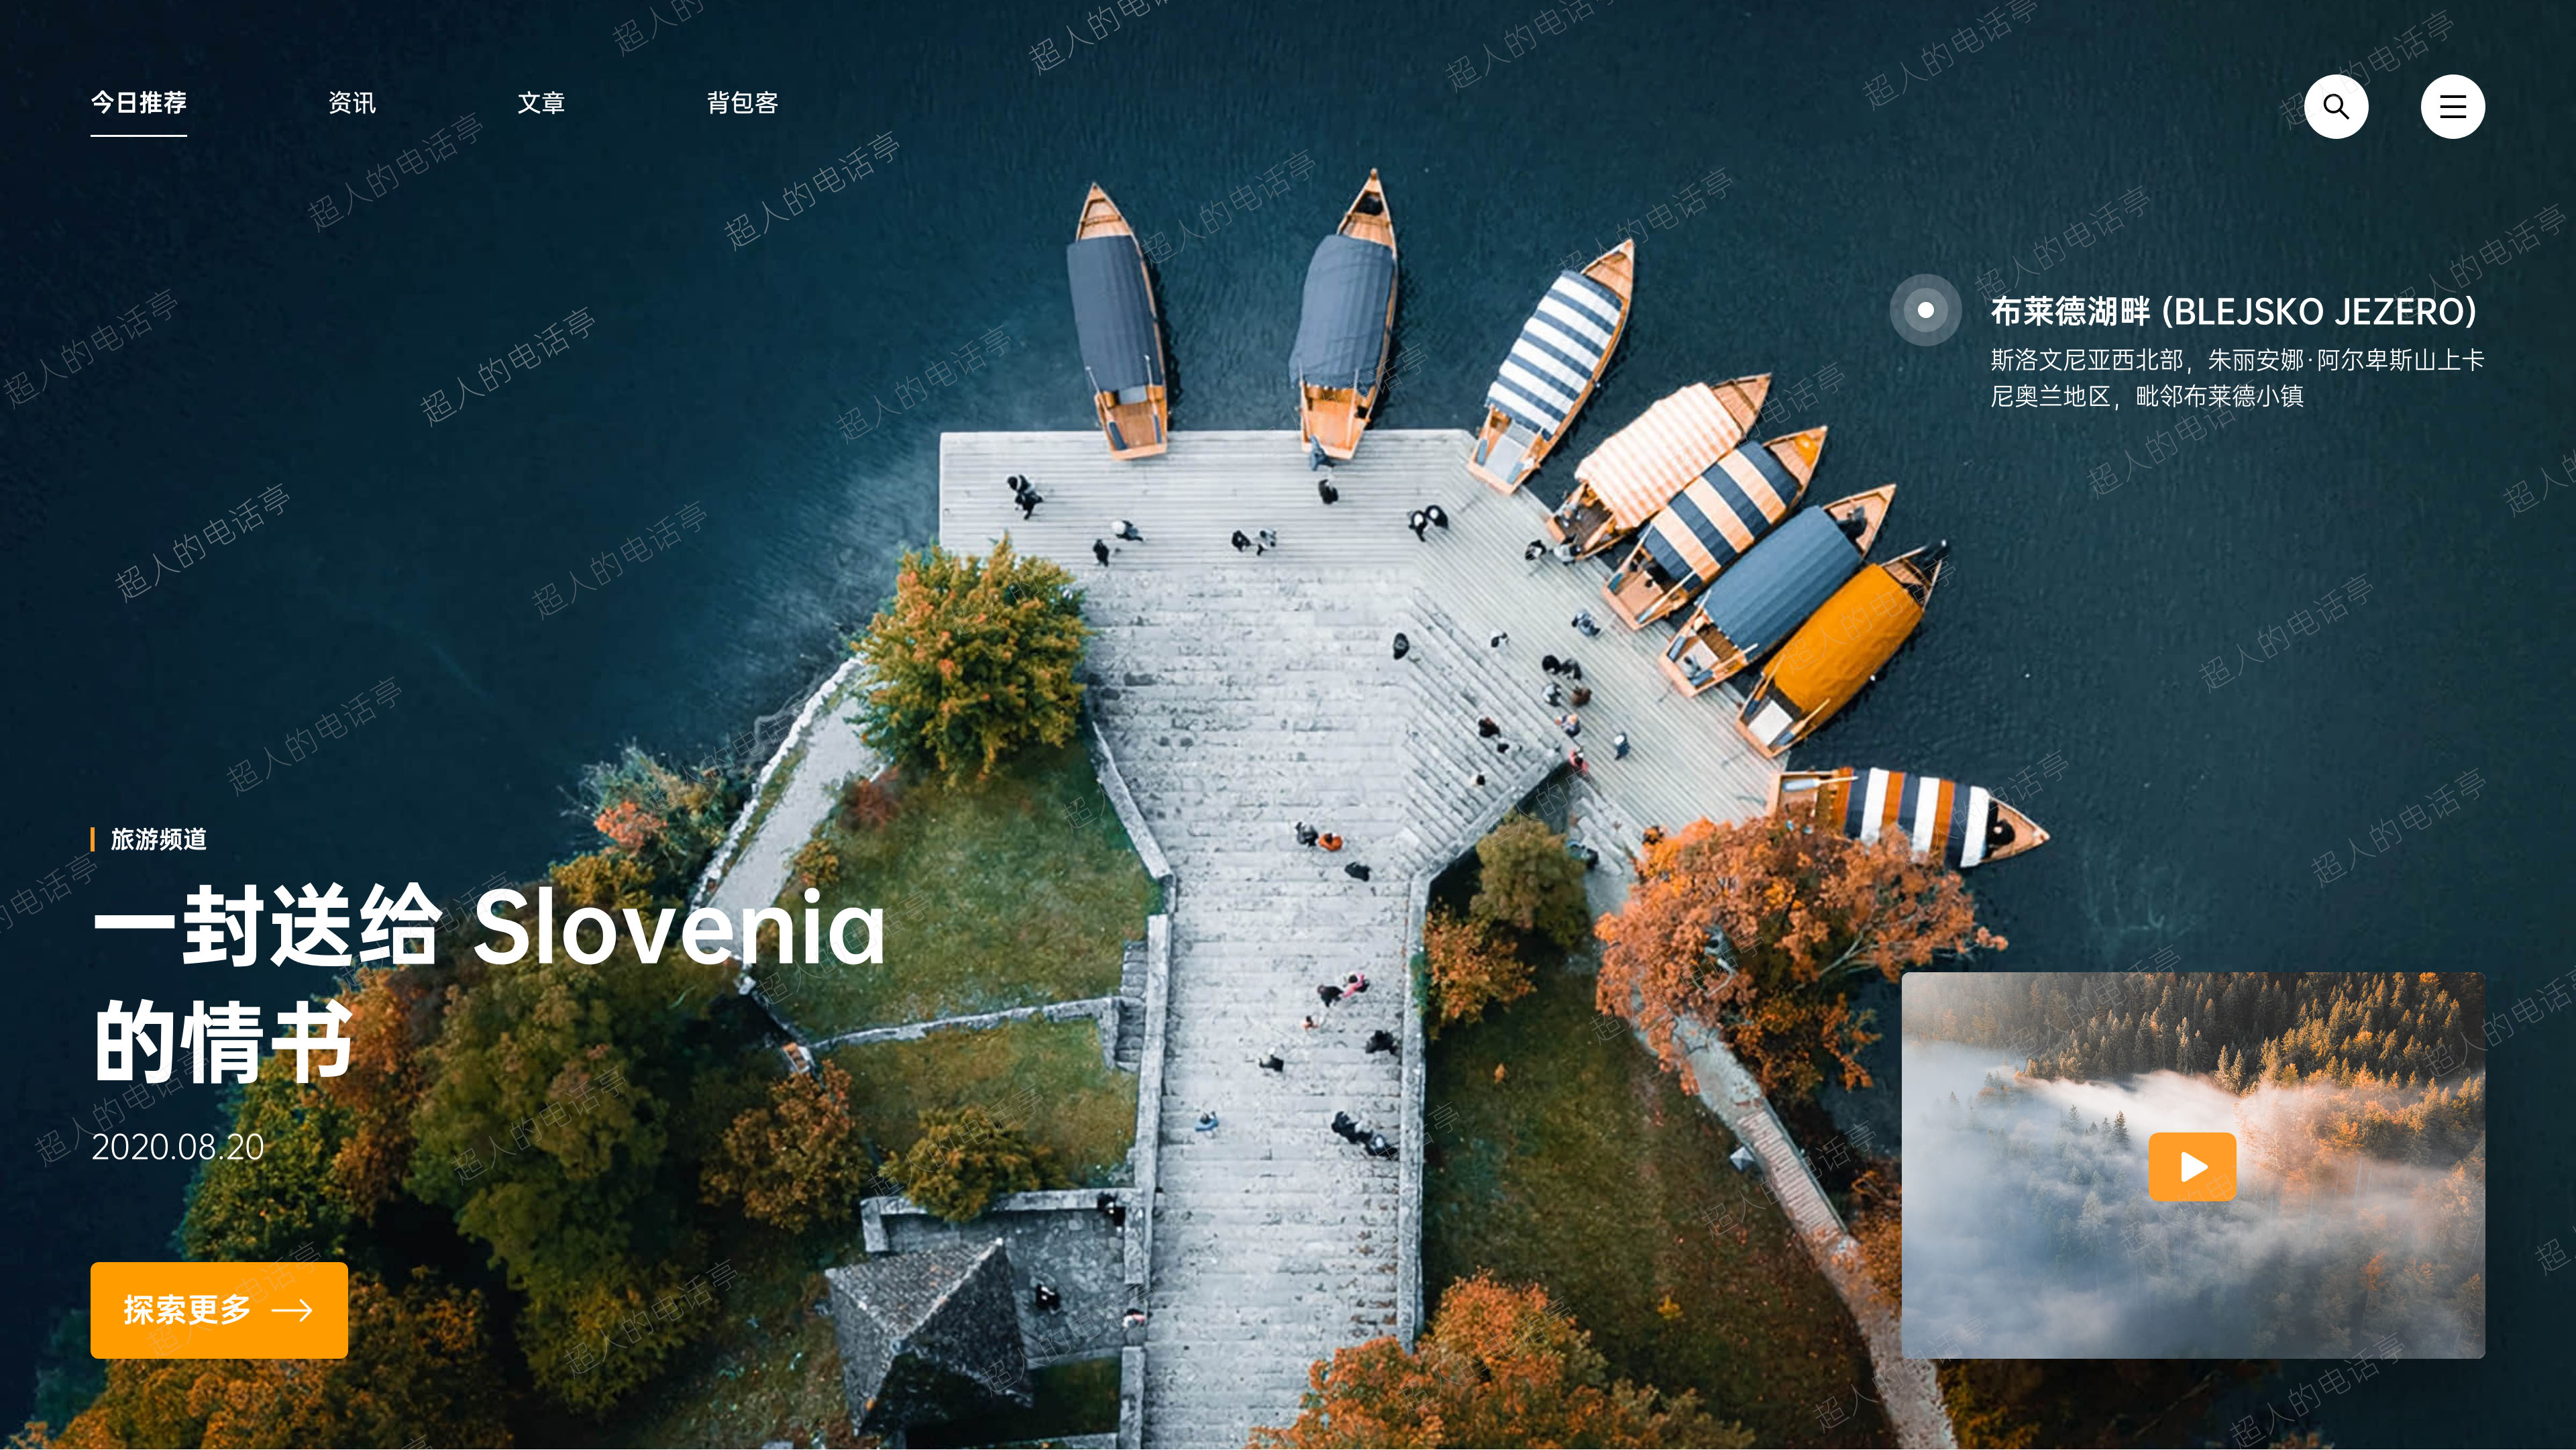 今日推荐
资讯
文章
背包客
布莱德湖畔 (BLEJSKO JEZERO)
斯洛文尼亚西北部，朱丽安娜·阿尔卑斯山上卡
尼奥兰地区，毗邻布莱德小镇
旅游频道
一封送给 Slovenia
的情书
2020.08.20
探索更多
超人的电话亭